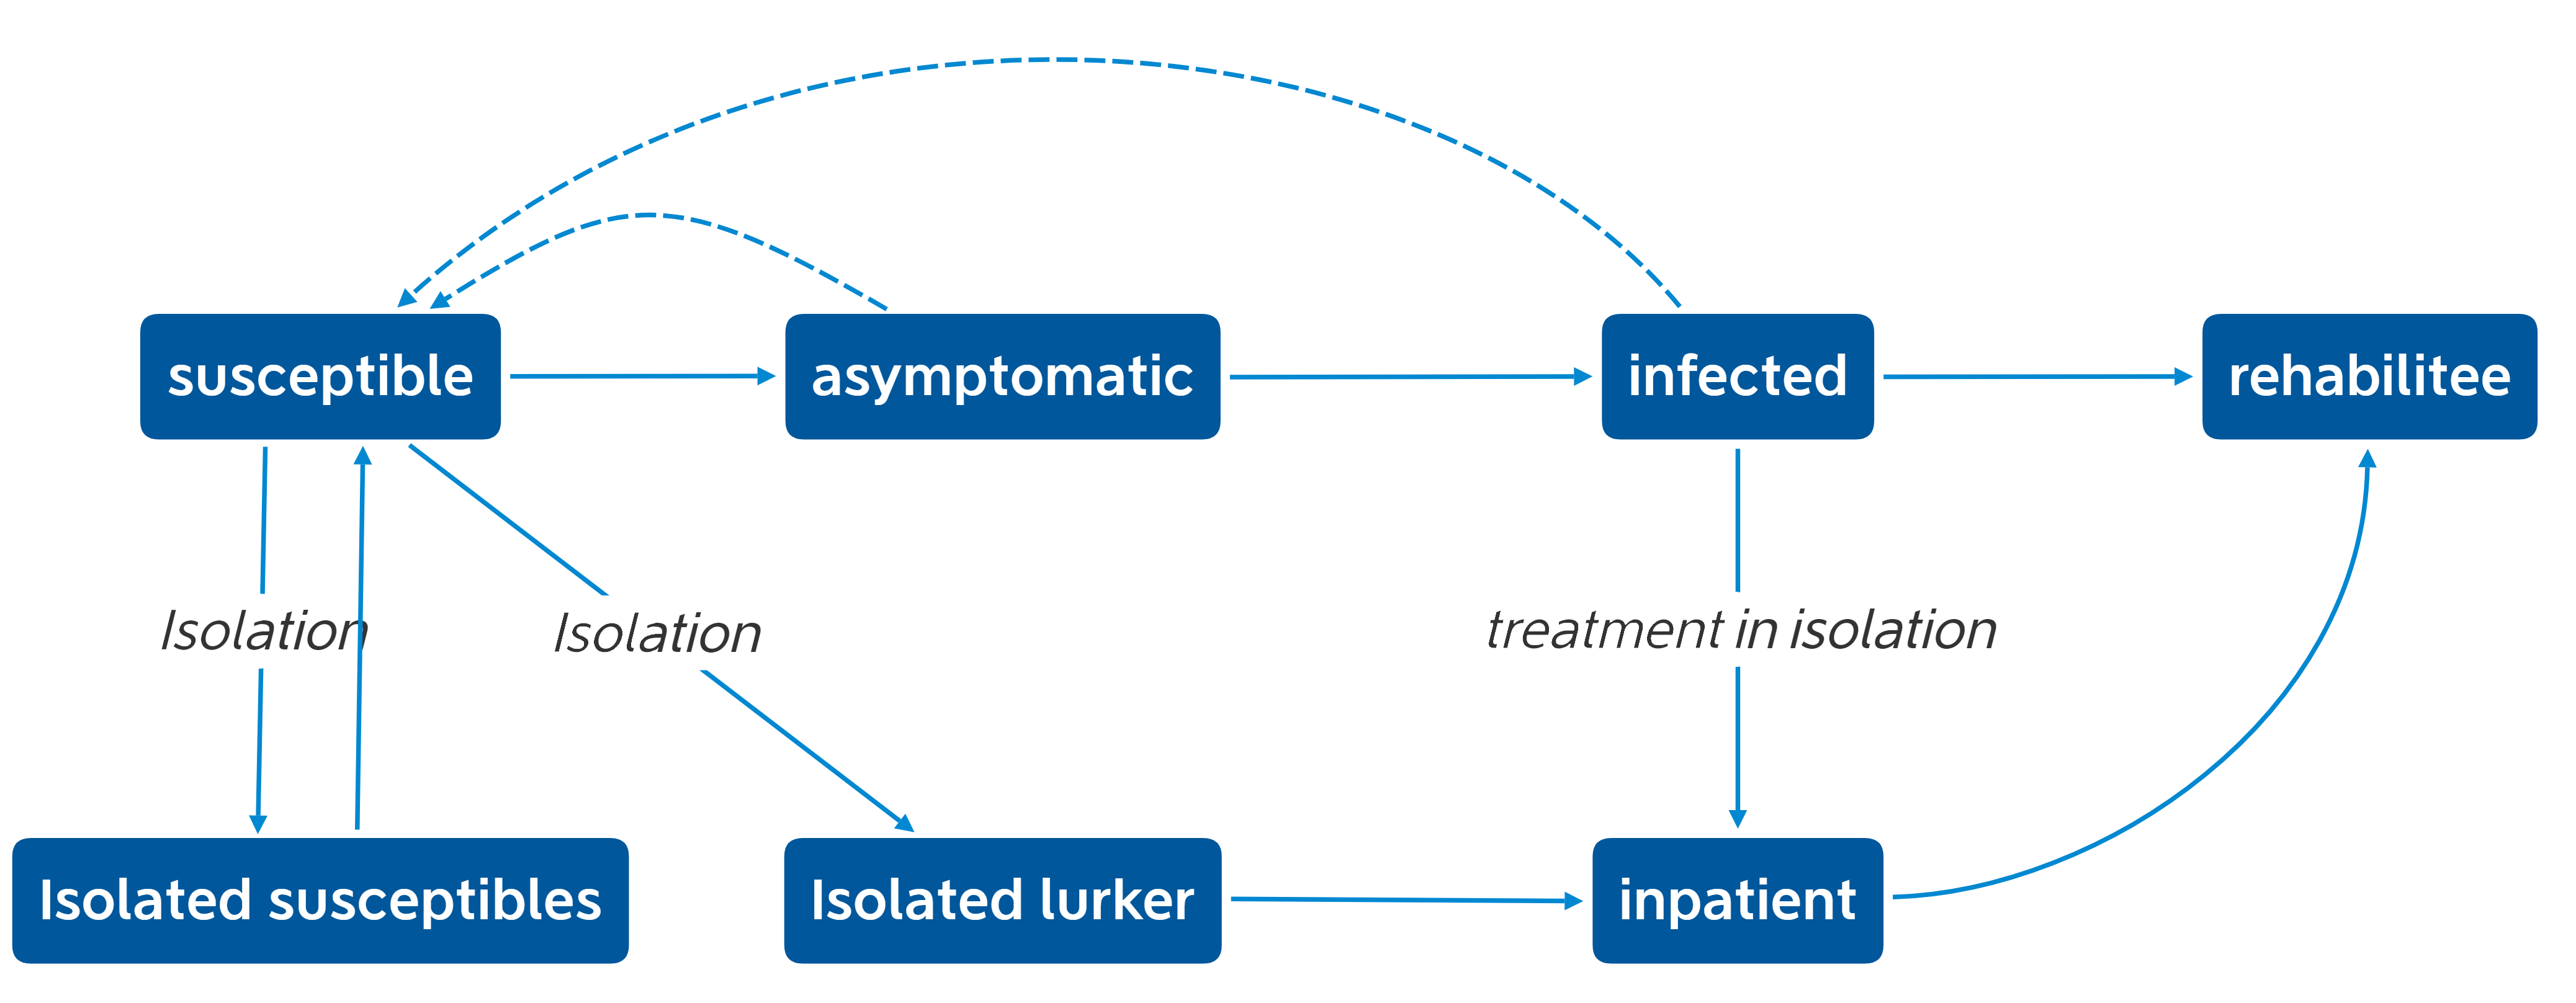 susceptible
asymptomatic
infected
rehabilitee
Isolation
Isolation
treatment in isolation
Isolated susceptibles
Isolated lurker
inpatient